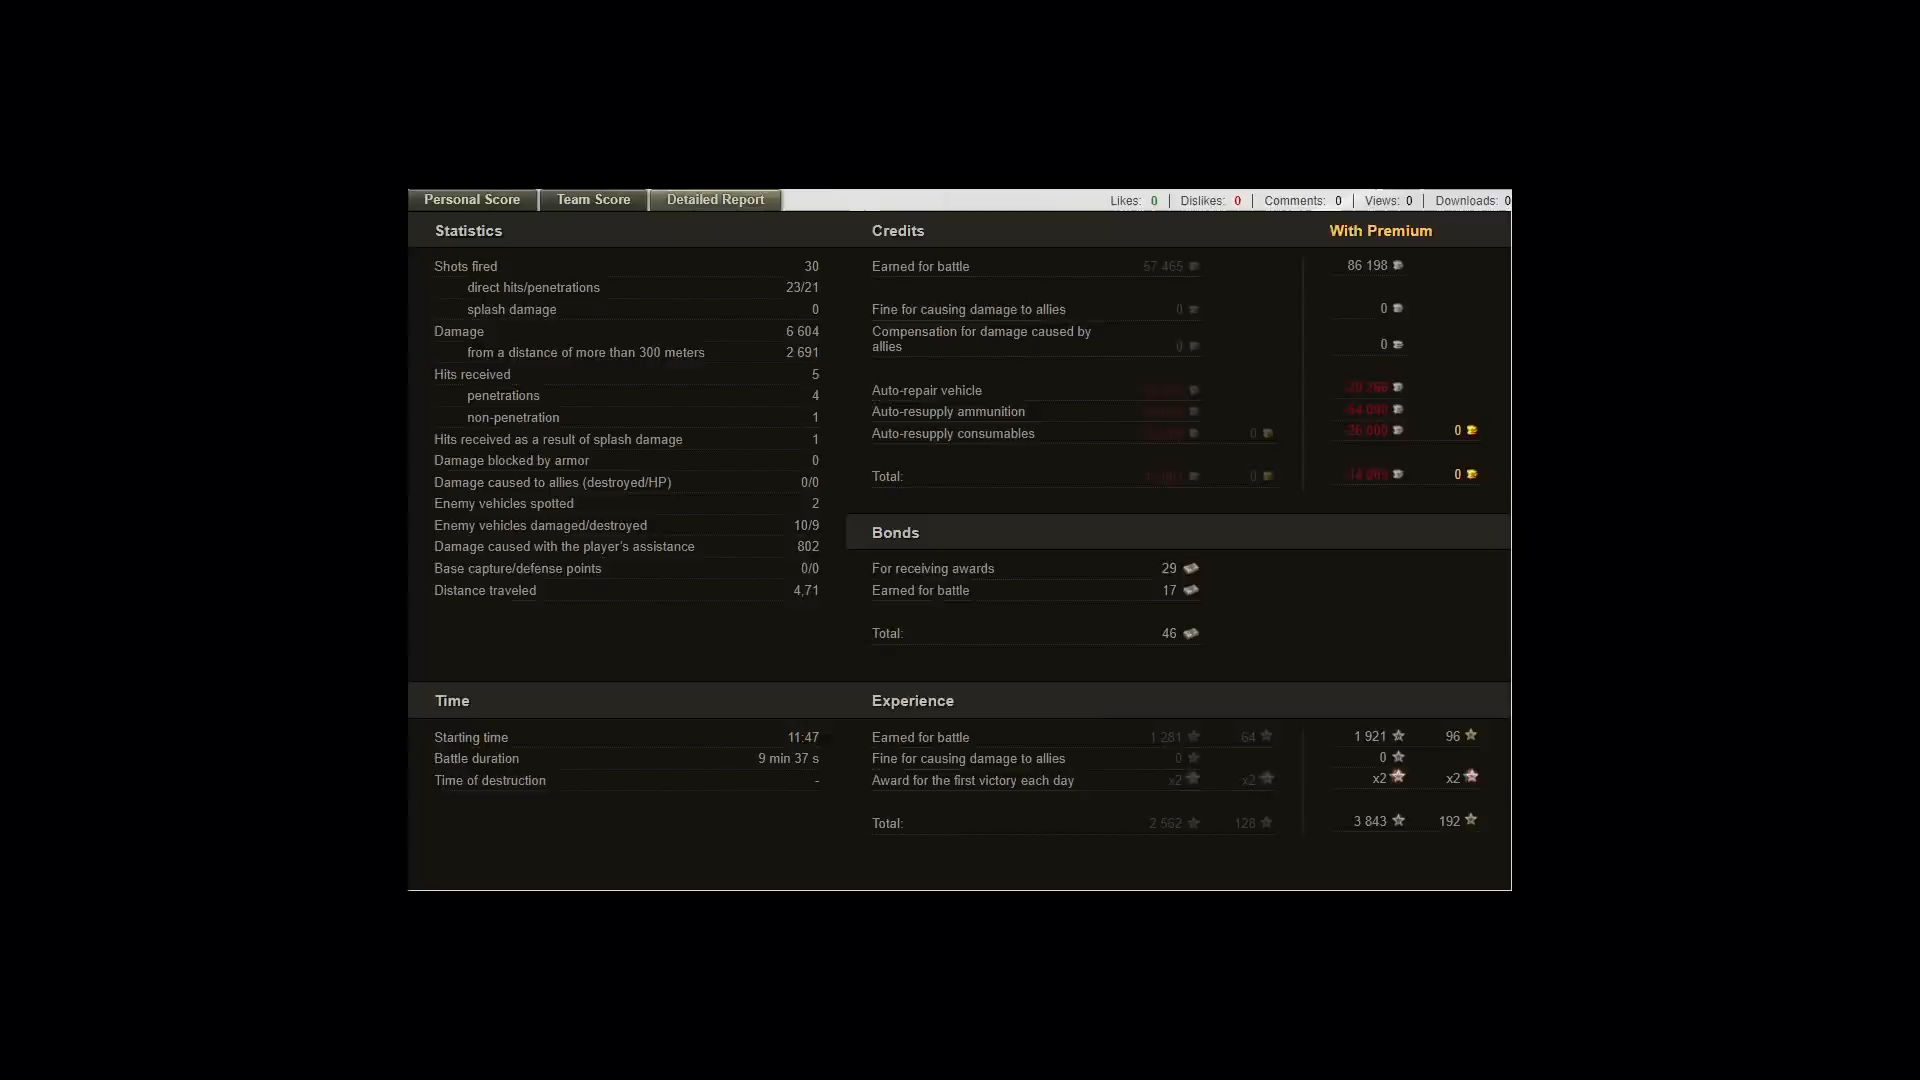 Personal Score Team Score Detailed Report Likes: 0 | Dislikes: 0 | Comments: 0 | Views: 0 | Downloads: 0
Statistics Credits With Premium
Shots fired 30 Earned for battle 57 465 86 198
direct hits/penetrations 23/21
splash damage 0 Fine for causing damage to allies 0 0
Damage 6 604 Compensation for damage caused by
allies 0 0
from a distance of more than 300 meters 2 691
Hits received 5
penetrations 4 Auto-repair vehicle
non-penetration 1 Auto-resupply ammunition
Hits received as a result of splash damage 1 Auto-resupply consumables 0 -26 000 0
Damage blocked by armor 0
Damage caused to allies (destroyed/HP) 0/0 Total: 0 0
Enemy vehicles spotted 2
Enemy vehicles damaged/destroyed 10/9 Bonds
Damage caused with the player's assistance 802
Base capture/defense points 0/0 For receiving awards 29
Distance traveled 4,71 Earned for battle 17
Total: 46
Time Experience
Starting time 11:47 Earned for battle 1 281 64 1 921 96
Battle duration 9 min 37 s Fine for causing damage to allies 0 0
Time of destruction - Award for the first victory each day x2 x2 x2 x2
Total: 2 562 128 3 843 192